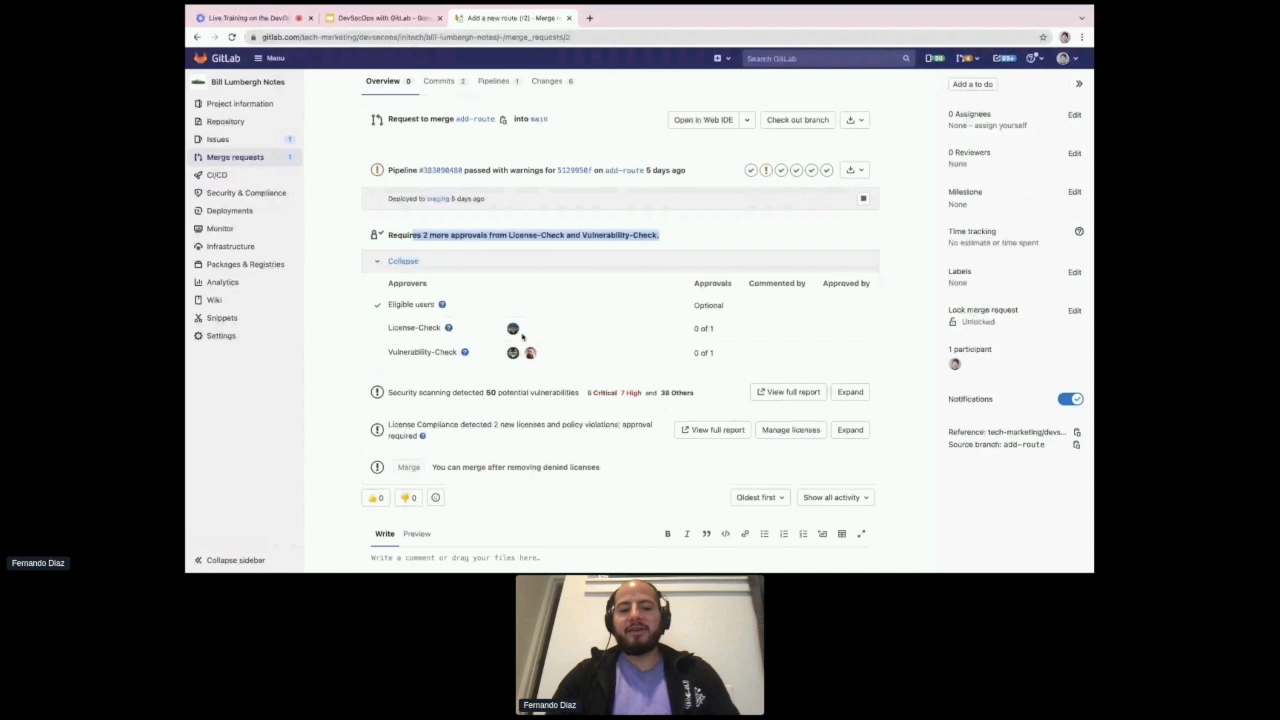 Live Training on the DevO
DevSecOps with GitLab - Goo
Add a new route (!2) · Merge r
gitlab.com/tech-marketing/devsecops/initech/bill-lumbergh-notes/-/merge_requests/2
GitLab
Menu
Search GitLab
Bill Lumbergh Notes
Project information
Repository
Issues 1
Merge requests 1
CI/CD
Security & Compliance
Deployments
Monitor
Infrastructure
Packages & Registries
Analytics
Wiki
Snippets
Settings
Collapse sidebar
Overview 0 Commits 2 Pipelines 1 Changes 6
Request to merge add-route into main
Open in Web IDE
Check out branch
Pipeline #383090480 passed with warnings for 5129950f on add-route 5 days ago
Deployed to staging 5 days ago
Requires 2 more approvals from License-Check and Vulnerability-Check.
Collapse
Approvers Approvals Commented by Approved by
Eligible users Optional
License-Check 0 of 1
Vulnerability-Check 0 of 1
Security scanning detected 50 potential vulnerabilities 5 Critical 7 High and 38 Others
View full report Expand
License Compliance detected 2 new licenses and policy violations; approval
required
View full report Manage licenses Expand
Merge You can merge after removing denied licenses
0 0
Oldest first Show all activity
Write Preview
Write a comment or drag your files here…
Add a to do
0 Assignees Edit
None – assign yourself
0 Reviewers Edit
None
Milestone Edit
None
Time tracking
No estimate or time spent
Labels Edit
None
Lock merge request Edit
Unlocked
1 participant
Notifications
Reference: tech-marketing/devs...
Source branch: add-route
Fernando Diaz
Fernando Diaz